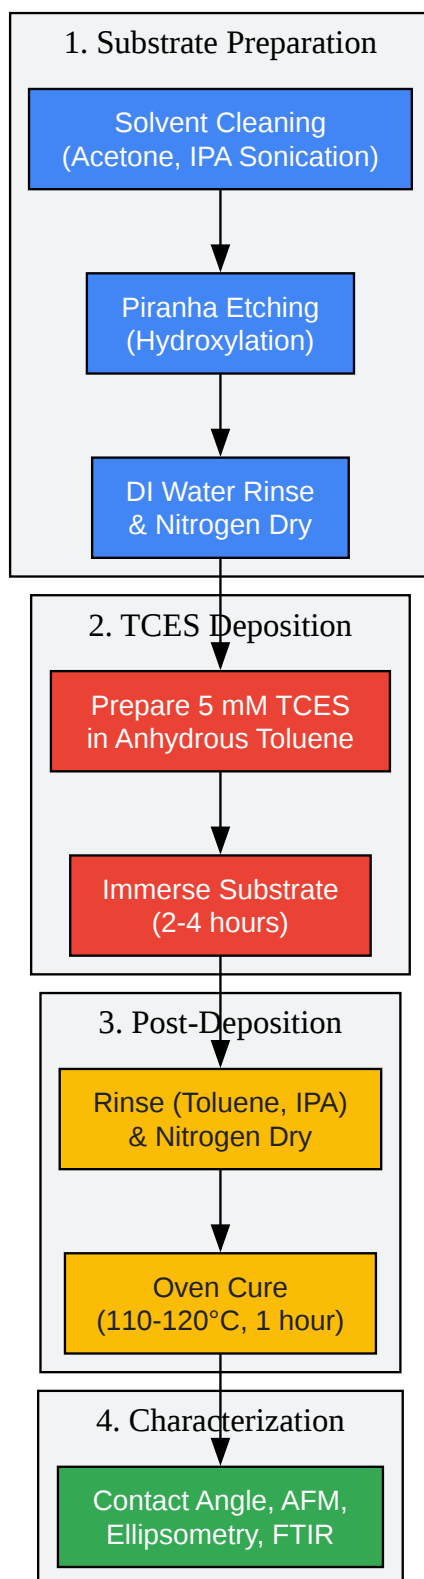 1. Substrate Preparation
Solvent Cleaning
(Acetone, IPA Sonication)
Piranha Etching
(Hydroxylation)
DI Water Rinse
& Nitrogen Dry
2. TCES Deposition
Prepare 5 mM TCES
in Anhydrous Toluene
Immerse Substrate
(2-4 hours)
3. Post-Deposition
Rinse (Toluene, IPA)
& Nitrogen Dry
Oven Cure
(110-120°C, 1 hour)
4. Characterization
Contact Angle, AFM,
Ellipsometry, FTIR